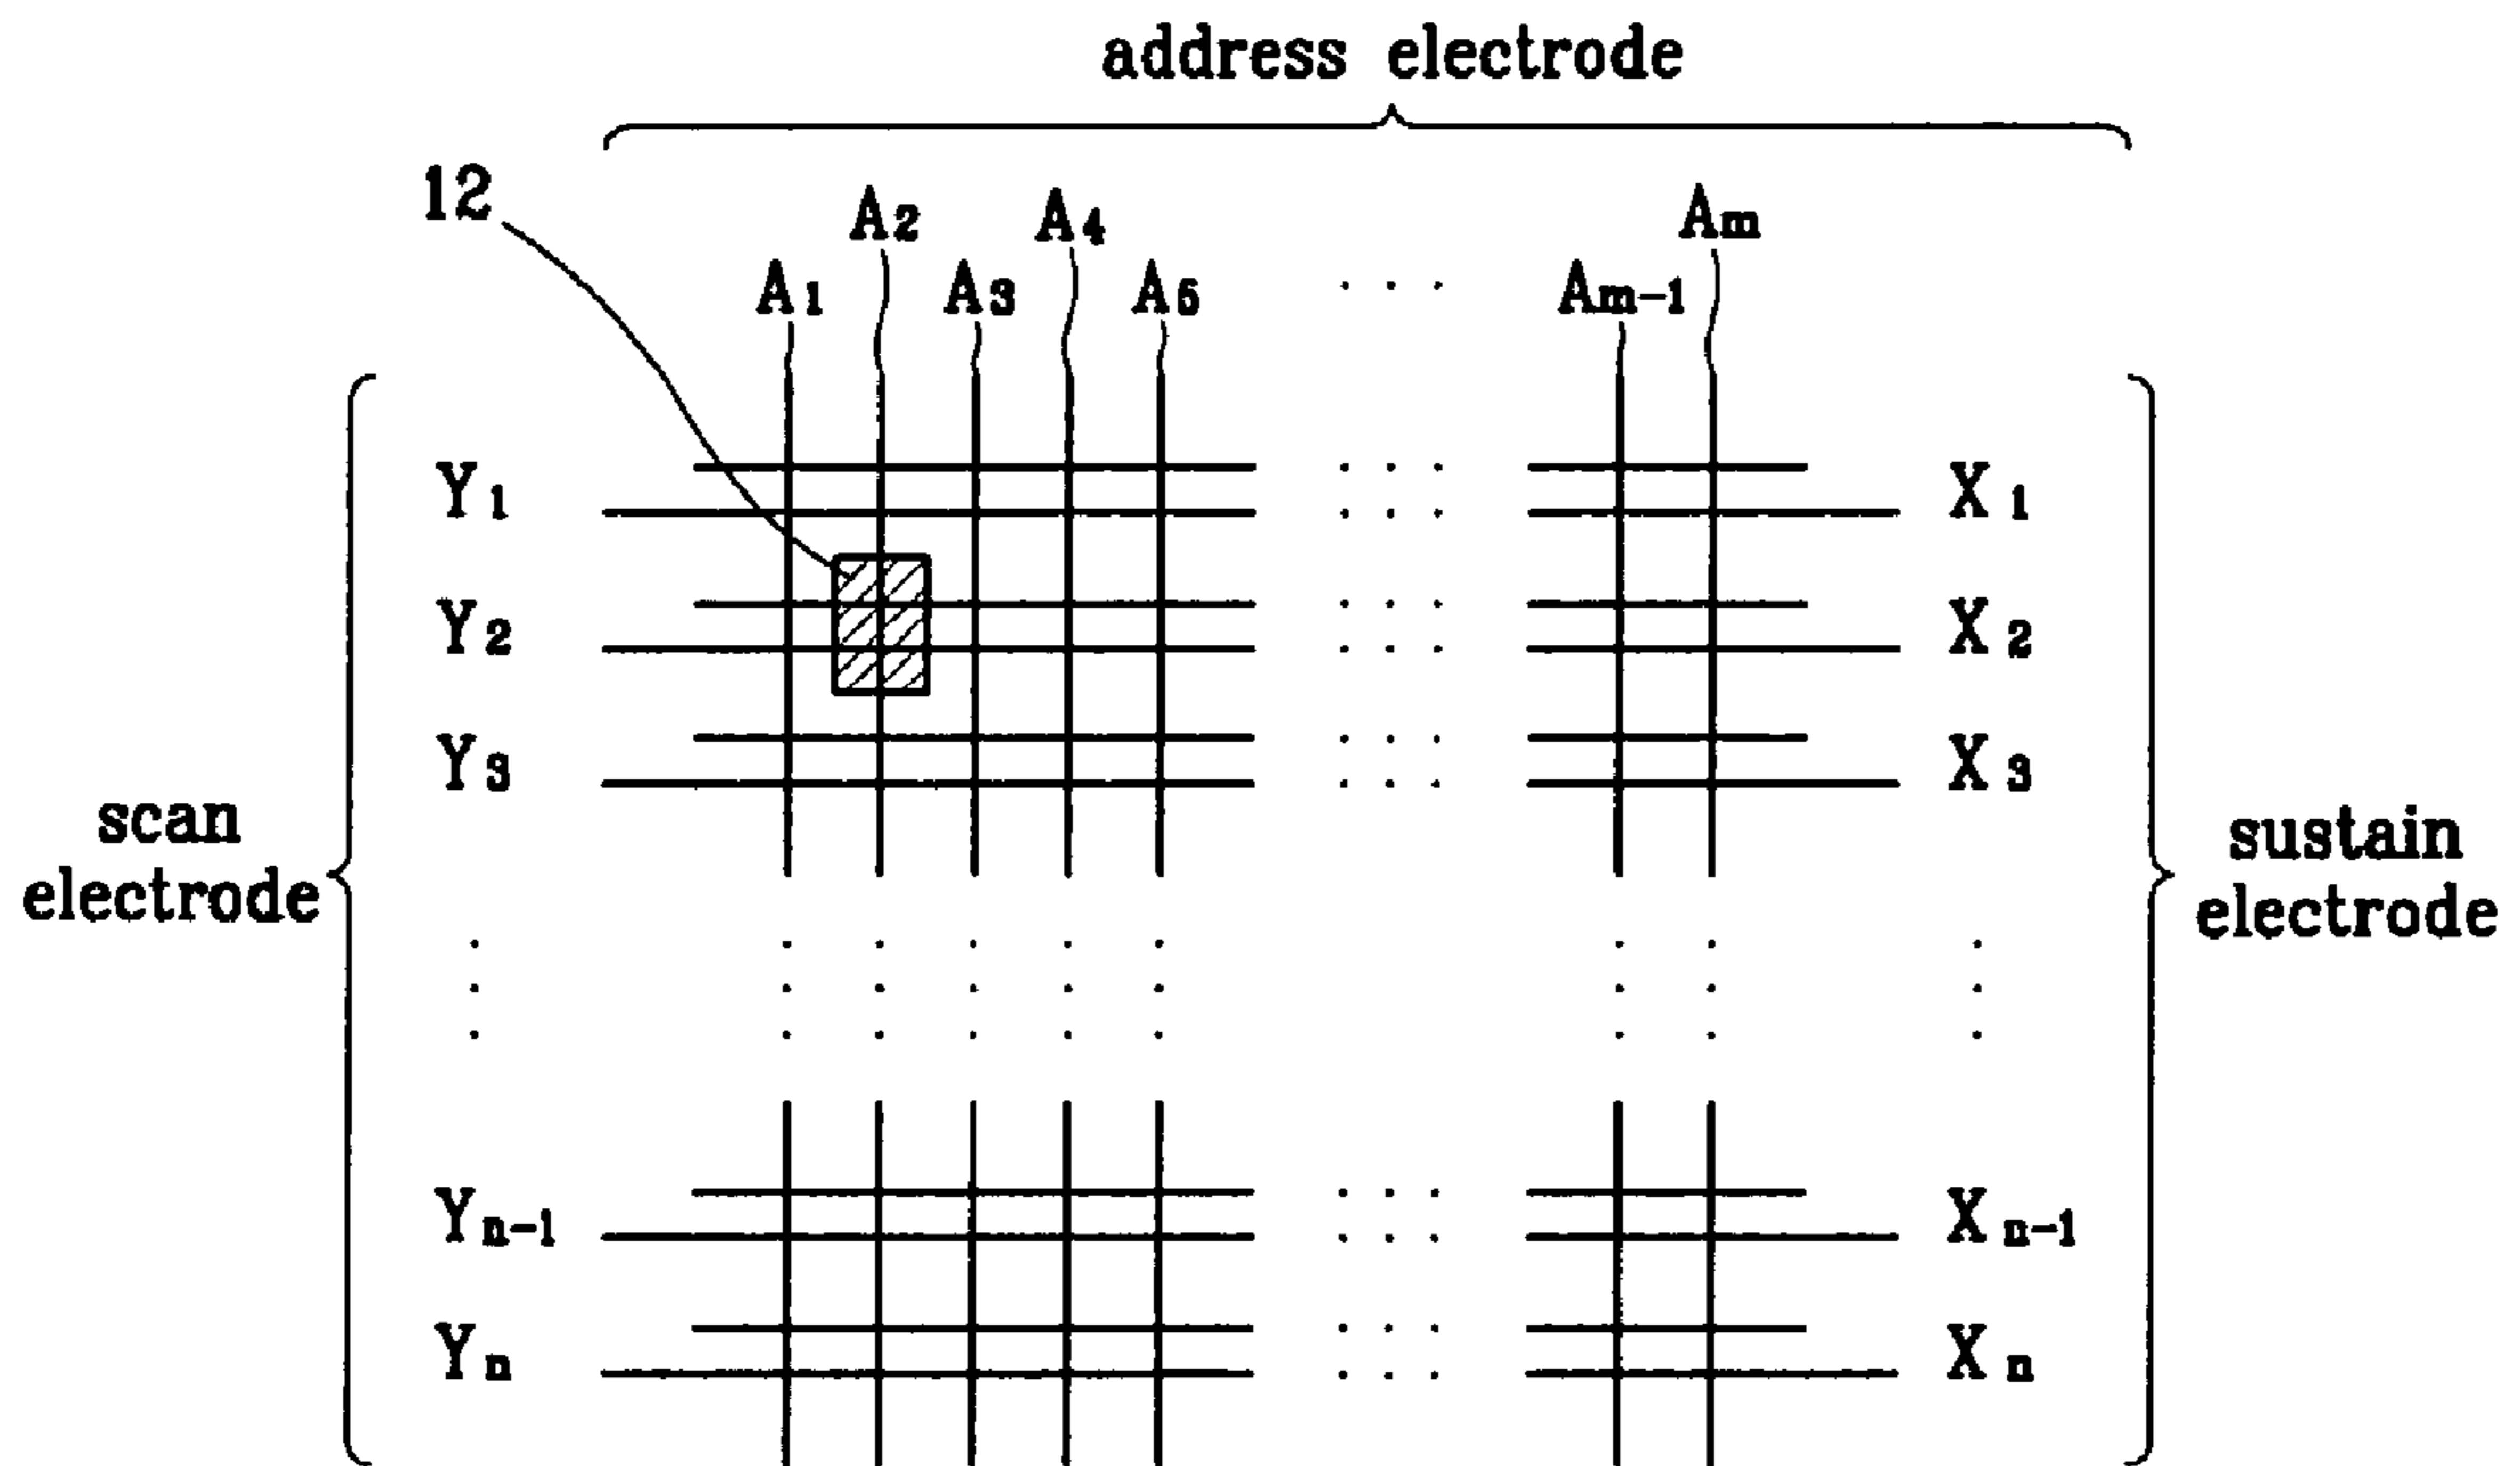 address electrode
12
A2 A4 Am
A1 A3 A5 . . . Am-1
Y1 . . . X1
Y2 . . . X2
Y3 . . . X3
scan
electrode
sustain
electrode
Yn-1 . . . Xn-1
Yn . . . Xn